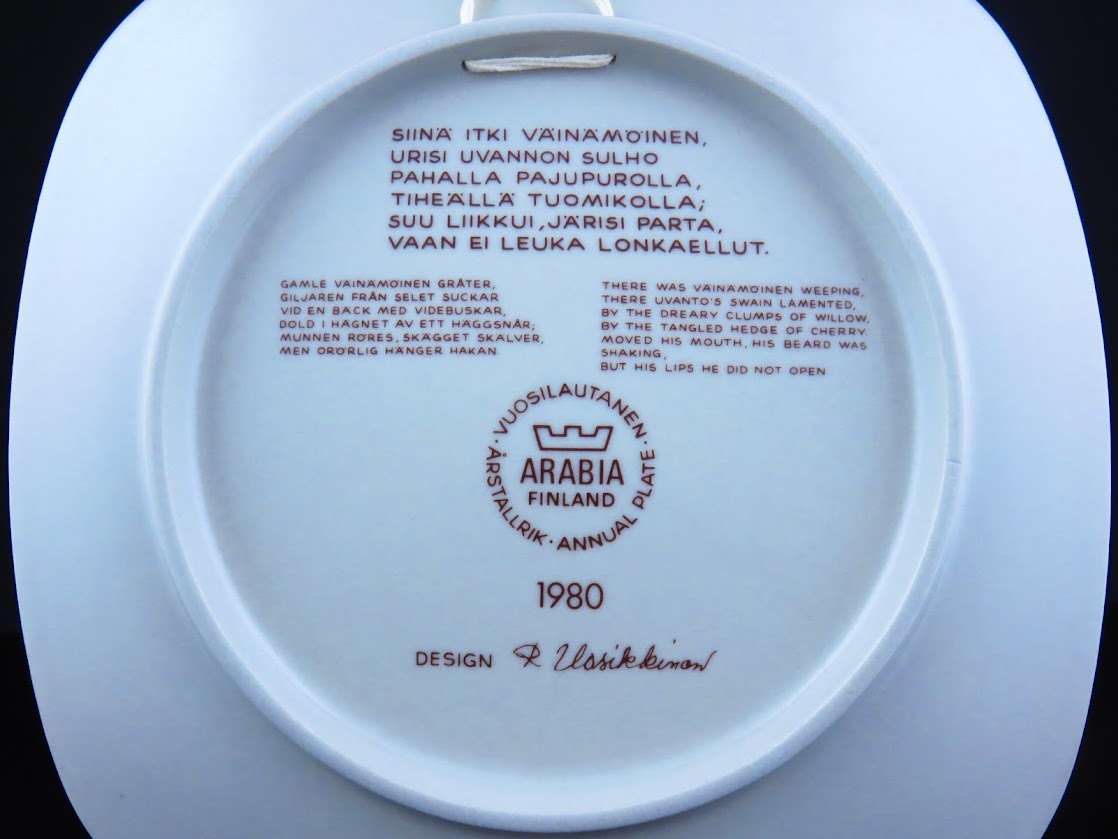 SIINÄ ITKI VÄINÄMÖINEN,
URISI UVANNON SULHO
PAHALLA PAJUPUROLLA,
TIHEÄLLÄ TUOMIKOLLA;
SUU LIIKKUI, JÄRISI PARTA,
VAAN EI LEUKA LONKAELLUT.
GAMLE VÄINÄMÖINEN GRÅTER,
GILJAREN FRÅN SELET SUCKAR
VID EN BÄCK MED VIDEBUSKAR,
DOLD I HÄGNET AV ETT HÄGGSNÅR;
MUNNEN RÖRES, SKÄGGET SKÄLVER,
MEN ORÖRLIG HÄNGER HAKAN.
THERE WAS VÄINÄMÖINEN WEEPING,
THERE UVANTO'S SWAIN LAMENTED,
BY THE DREARY CLUMPS OF WILLOW,
BY THE TANGLED HEDGE OF CHERRY
MOVED HIS MOUTH, HIS BEARD WAS
SHAKING,
BUT HIS LIPS HE DID NOT OPEN.
· VUOSILAUTANEN · ANNUAL PLATE · ÅRSTALLRIK
ARABIA
FINLAND
1980
DESIGN R Uosikkinen